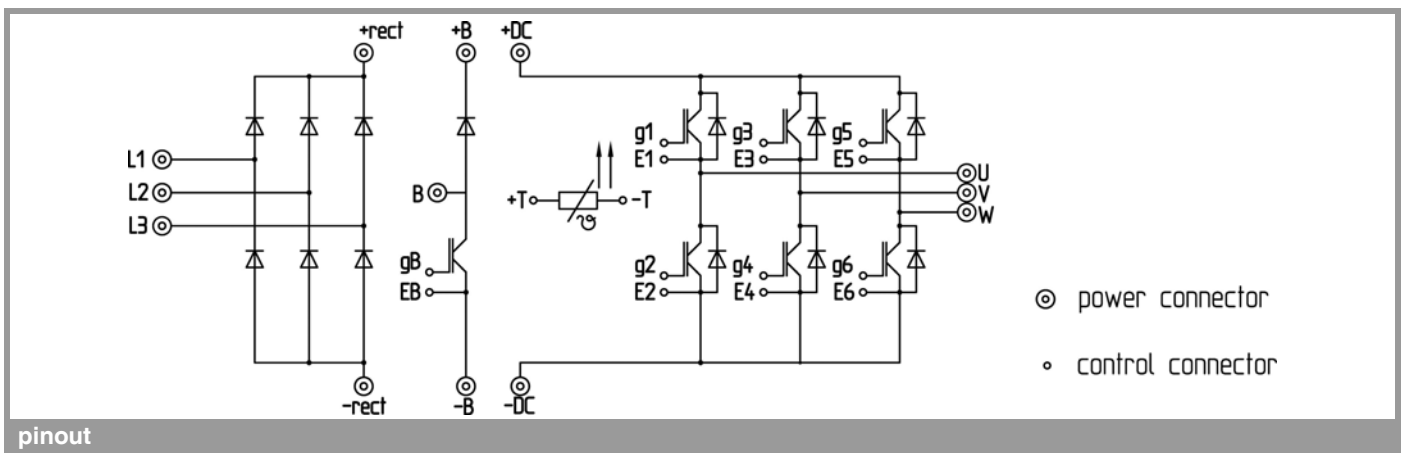 +rect +B +DC
g1 g3 g5
L1 E1 E3 E5
U
L2 B +T -T V
ϑ
W
L3
gB g2 g4 g6
EB E2 E4 E6
power connector
control connector
-rect -B -DC
pinout